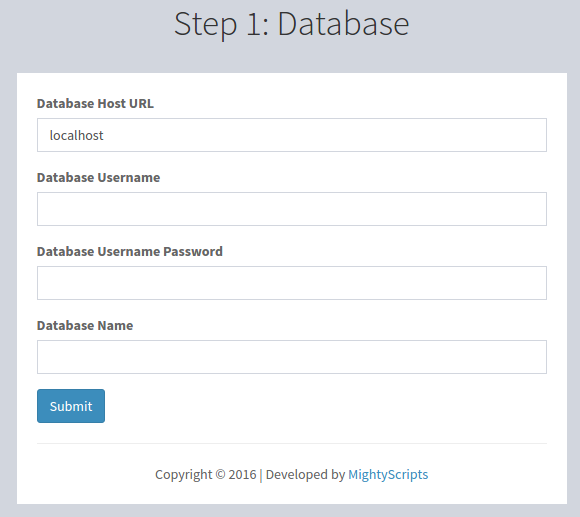 Step 1: Database
Database Host URL
localhost
Database Username
Database Username Password
Database Name
Submit
Copyright © 2016 | Developed by MightyScripts